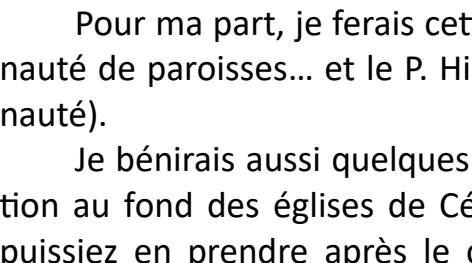 Pour ma part, je ferais cet
nauté de paroisses… et le P. Hi
nauté).
Je bénirais aussi quelques
tion au fond des églises de Cé
puissiez en prendre après le